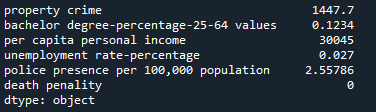 property crime 1447.7
bachelor degree-percentage-25-64 values 0.1234
per capita personal income 30045
unemployment rate-percentage 0.027
police presence per 100,000 population 2.55786
death penality 0
dtype: object